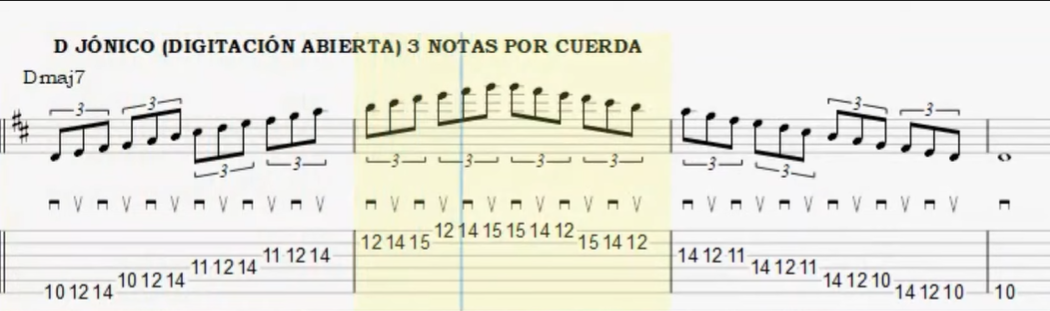 D JÓNICO (DIGITACIÓN ABIERTA) 3 NOTAS POR CUERDA
Dmaj7
3 3 3 3 3 3 3 3 3 3 3 3
10 12 14 10 12 14 11 12 14 11 12 14 12 14 15 12 14 15 15 14 12 15 14 12 14 12 11 14 12 11 14 12 10 14 12 10 10